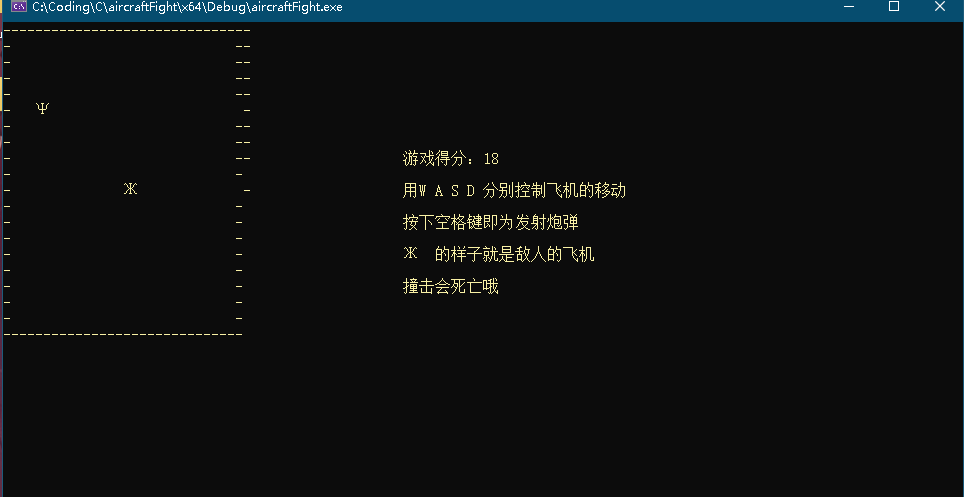 C:\Coding\C\aircraftFight\x64\Debug\aircraftFight.exe
Ψ
游戏得分：18
Ж
用W A S D 分别控制飞机的移动
按下空格键即为发射炮弹
Ж 的样子就是敌人的飞机
撞击会死亡哦